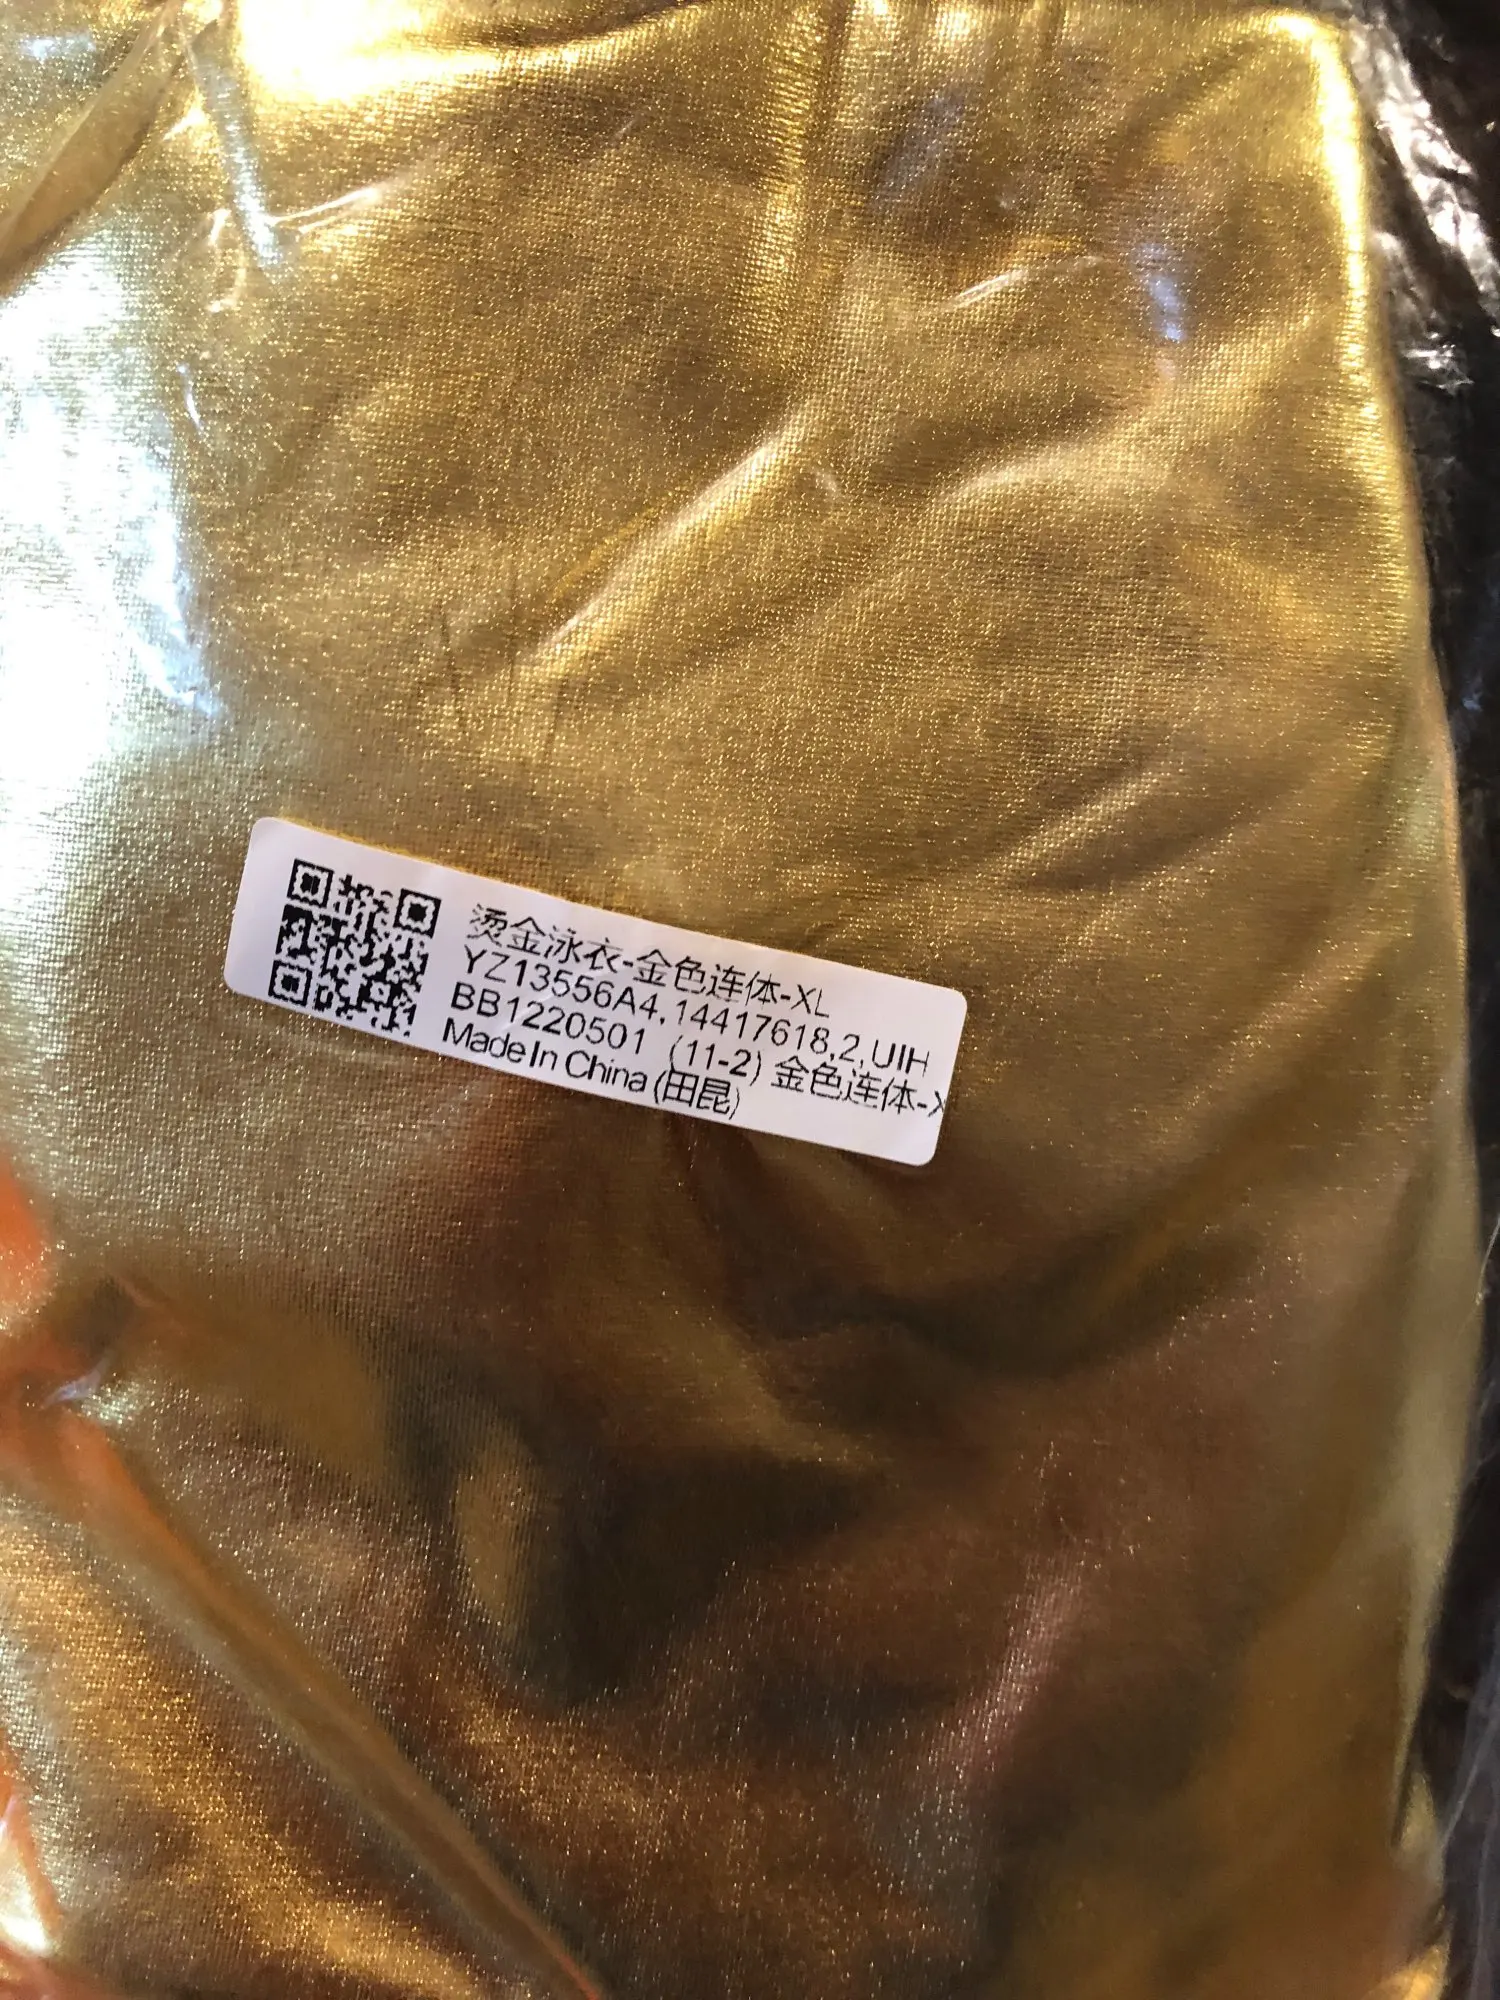 烫金泳衣-金色连体-XL
YZ13556A4,14417618,2,UIH
BB1220501 (11-2) 金色连体-X
Made In China (田昆)